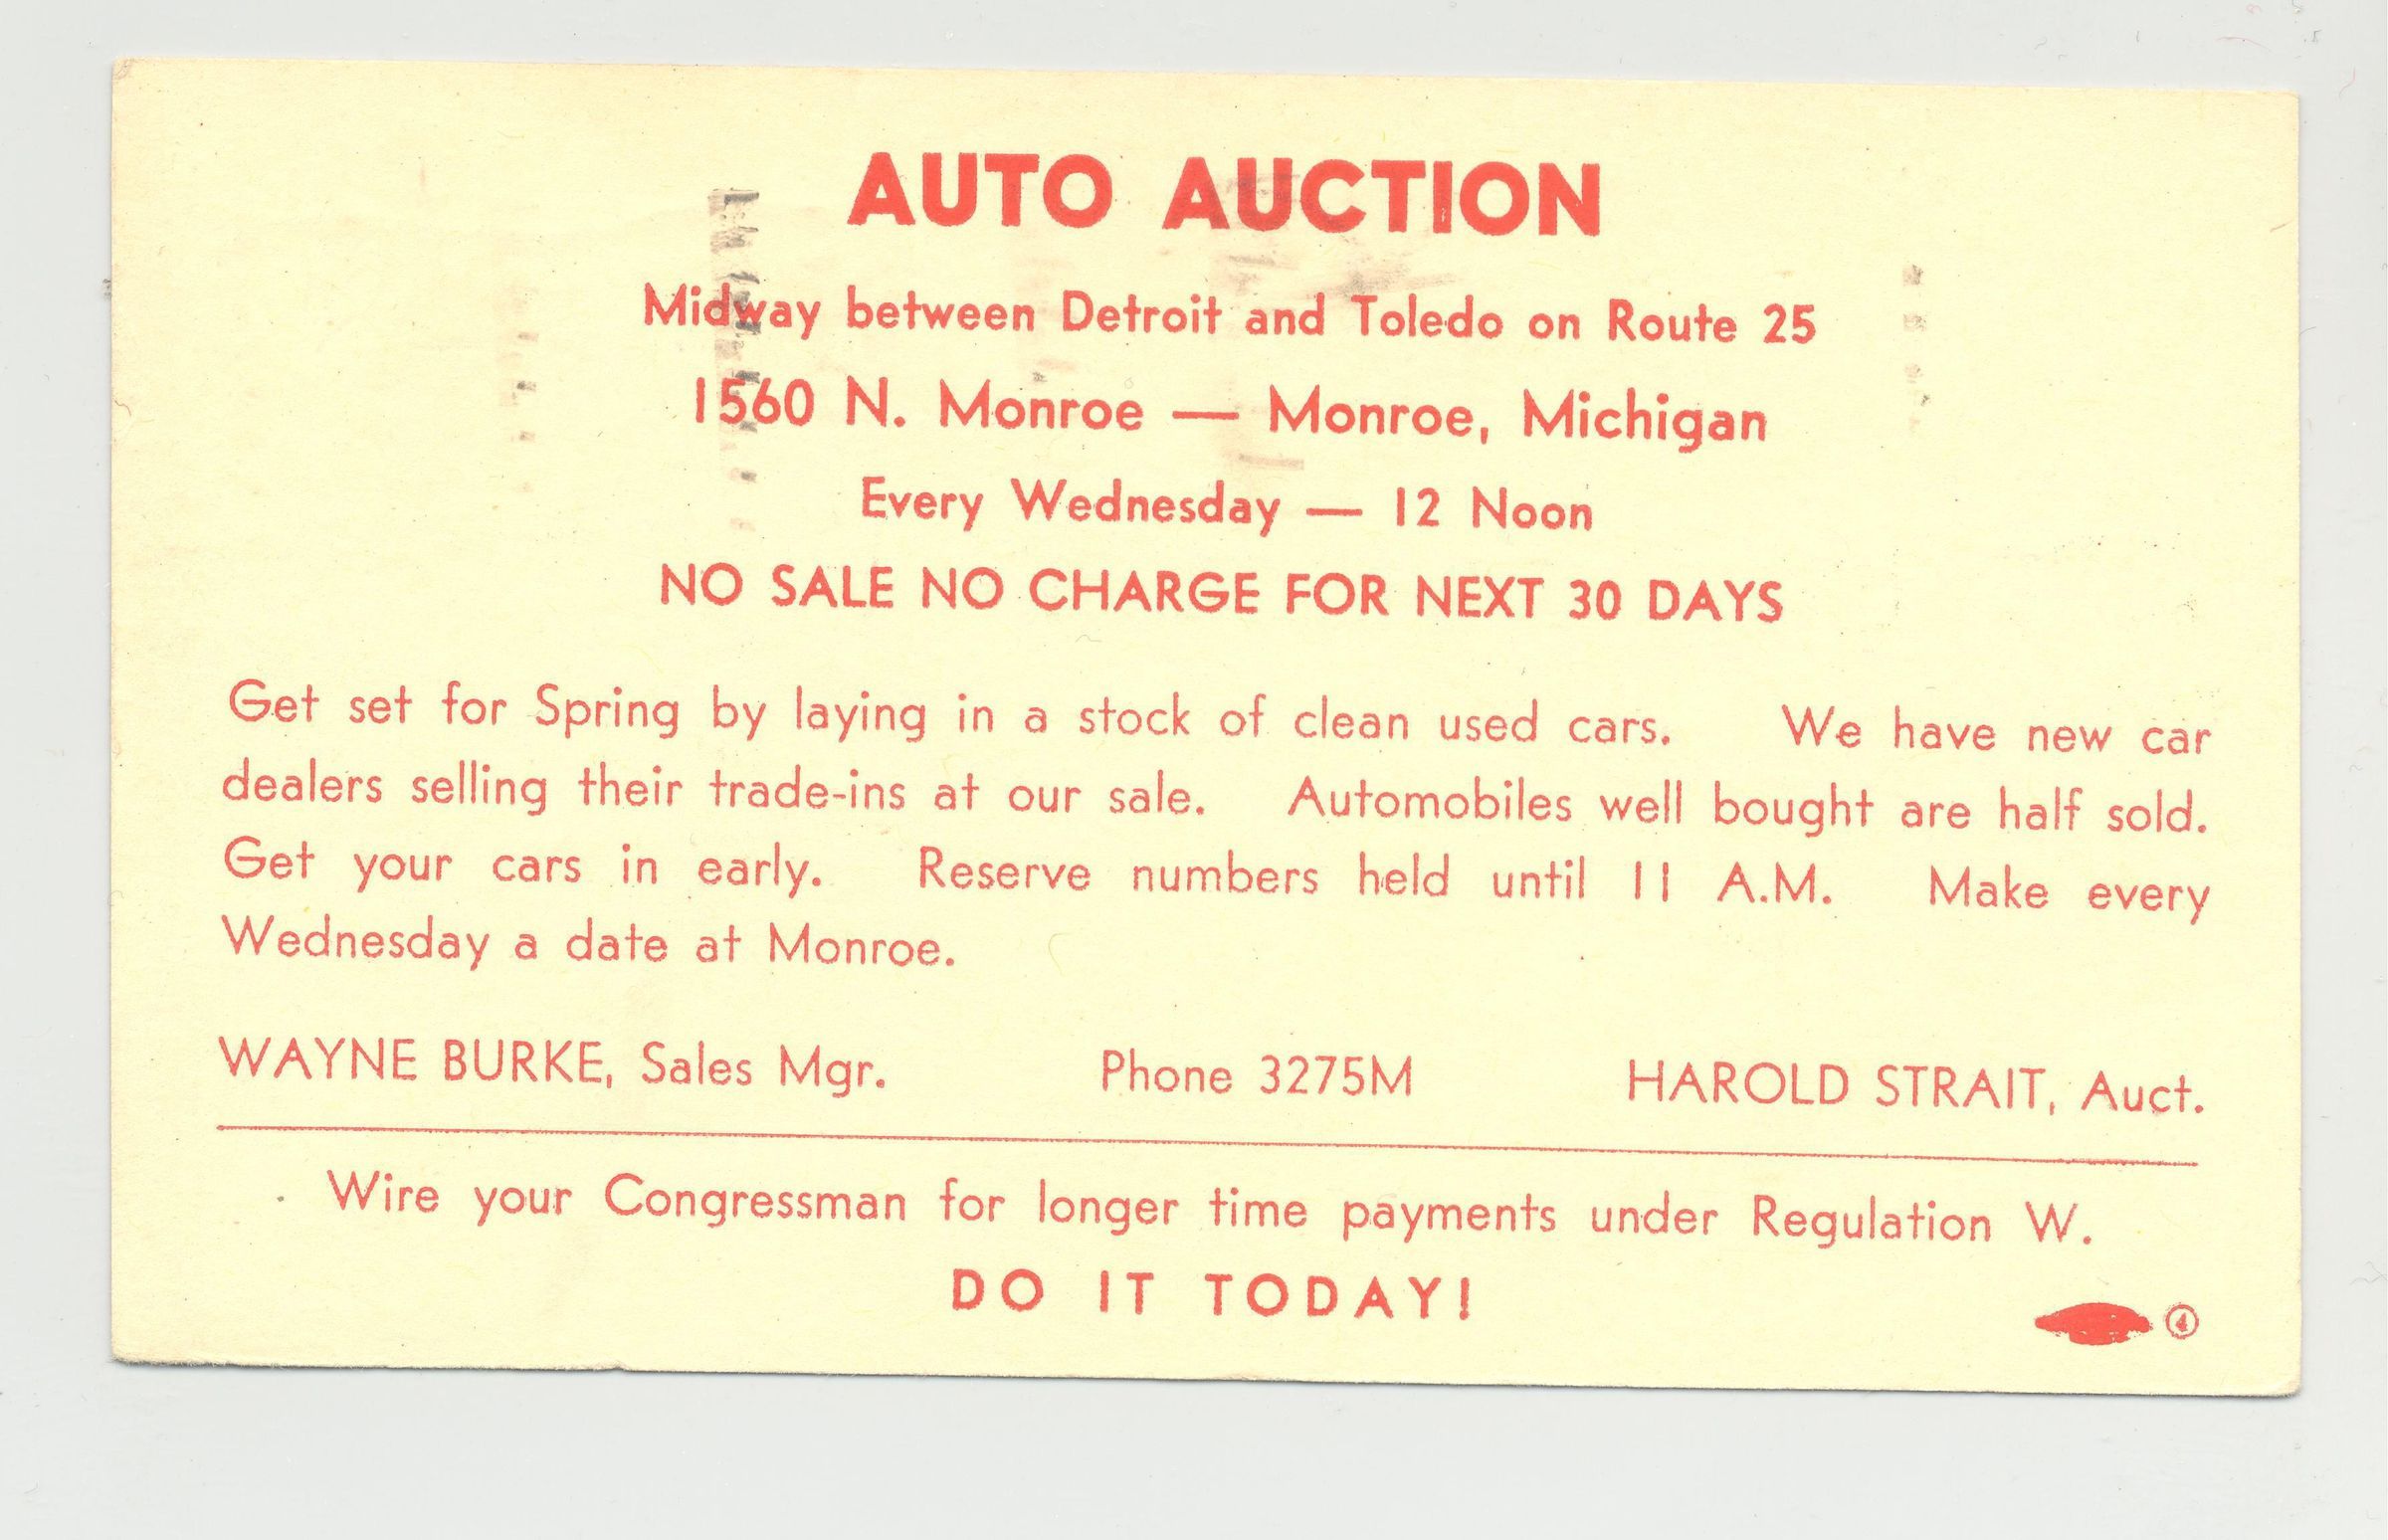 AUTO AUCTION
Midway between Detroit and Toledo on Route 25
1560 N. Monroe — Monroe, Michigan
Every Wednesday — 12 Noon
NO SALE NO CHARGE FOR NEXT 30 DAYS
Get set for Spring by laying in a stock of clean used cars. We have new car
dealers selling their trade-ins at our sale. Automobiles well bought are half sold.
Get your cars in early. Reserve numbers held until 11 A.M. Make every
Wednesday a date at Monroe.
WAYNE BURKE, Sales Mgr. Phone 3275M HAROLD STRAIT, Auct.
Wire your Congressman for longer time payments under Regulation W.
DO IT TODAY!
4